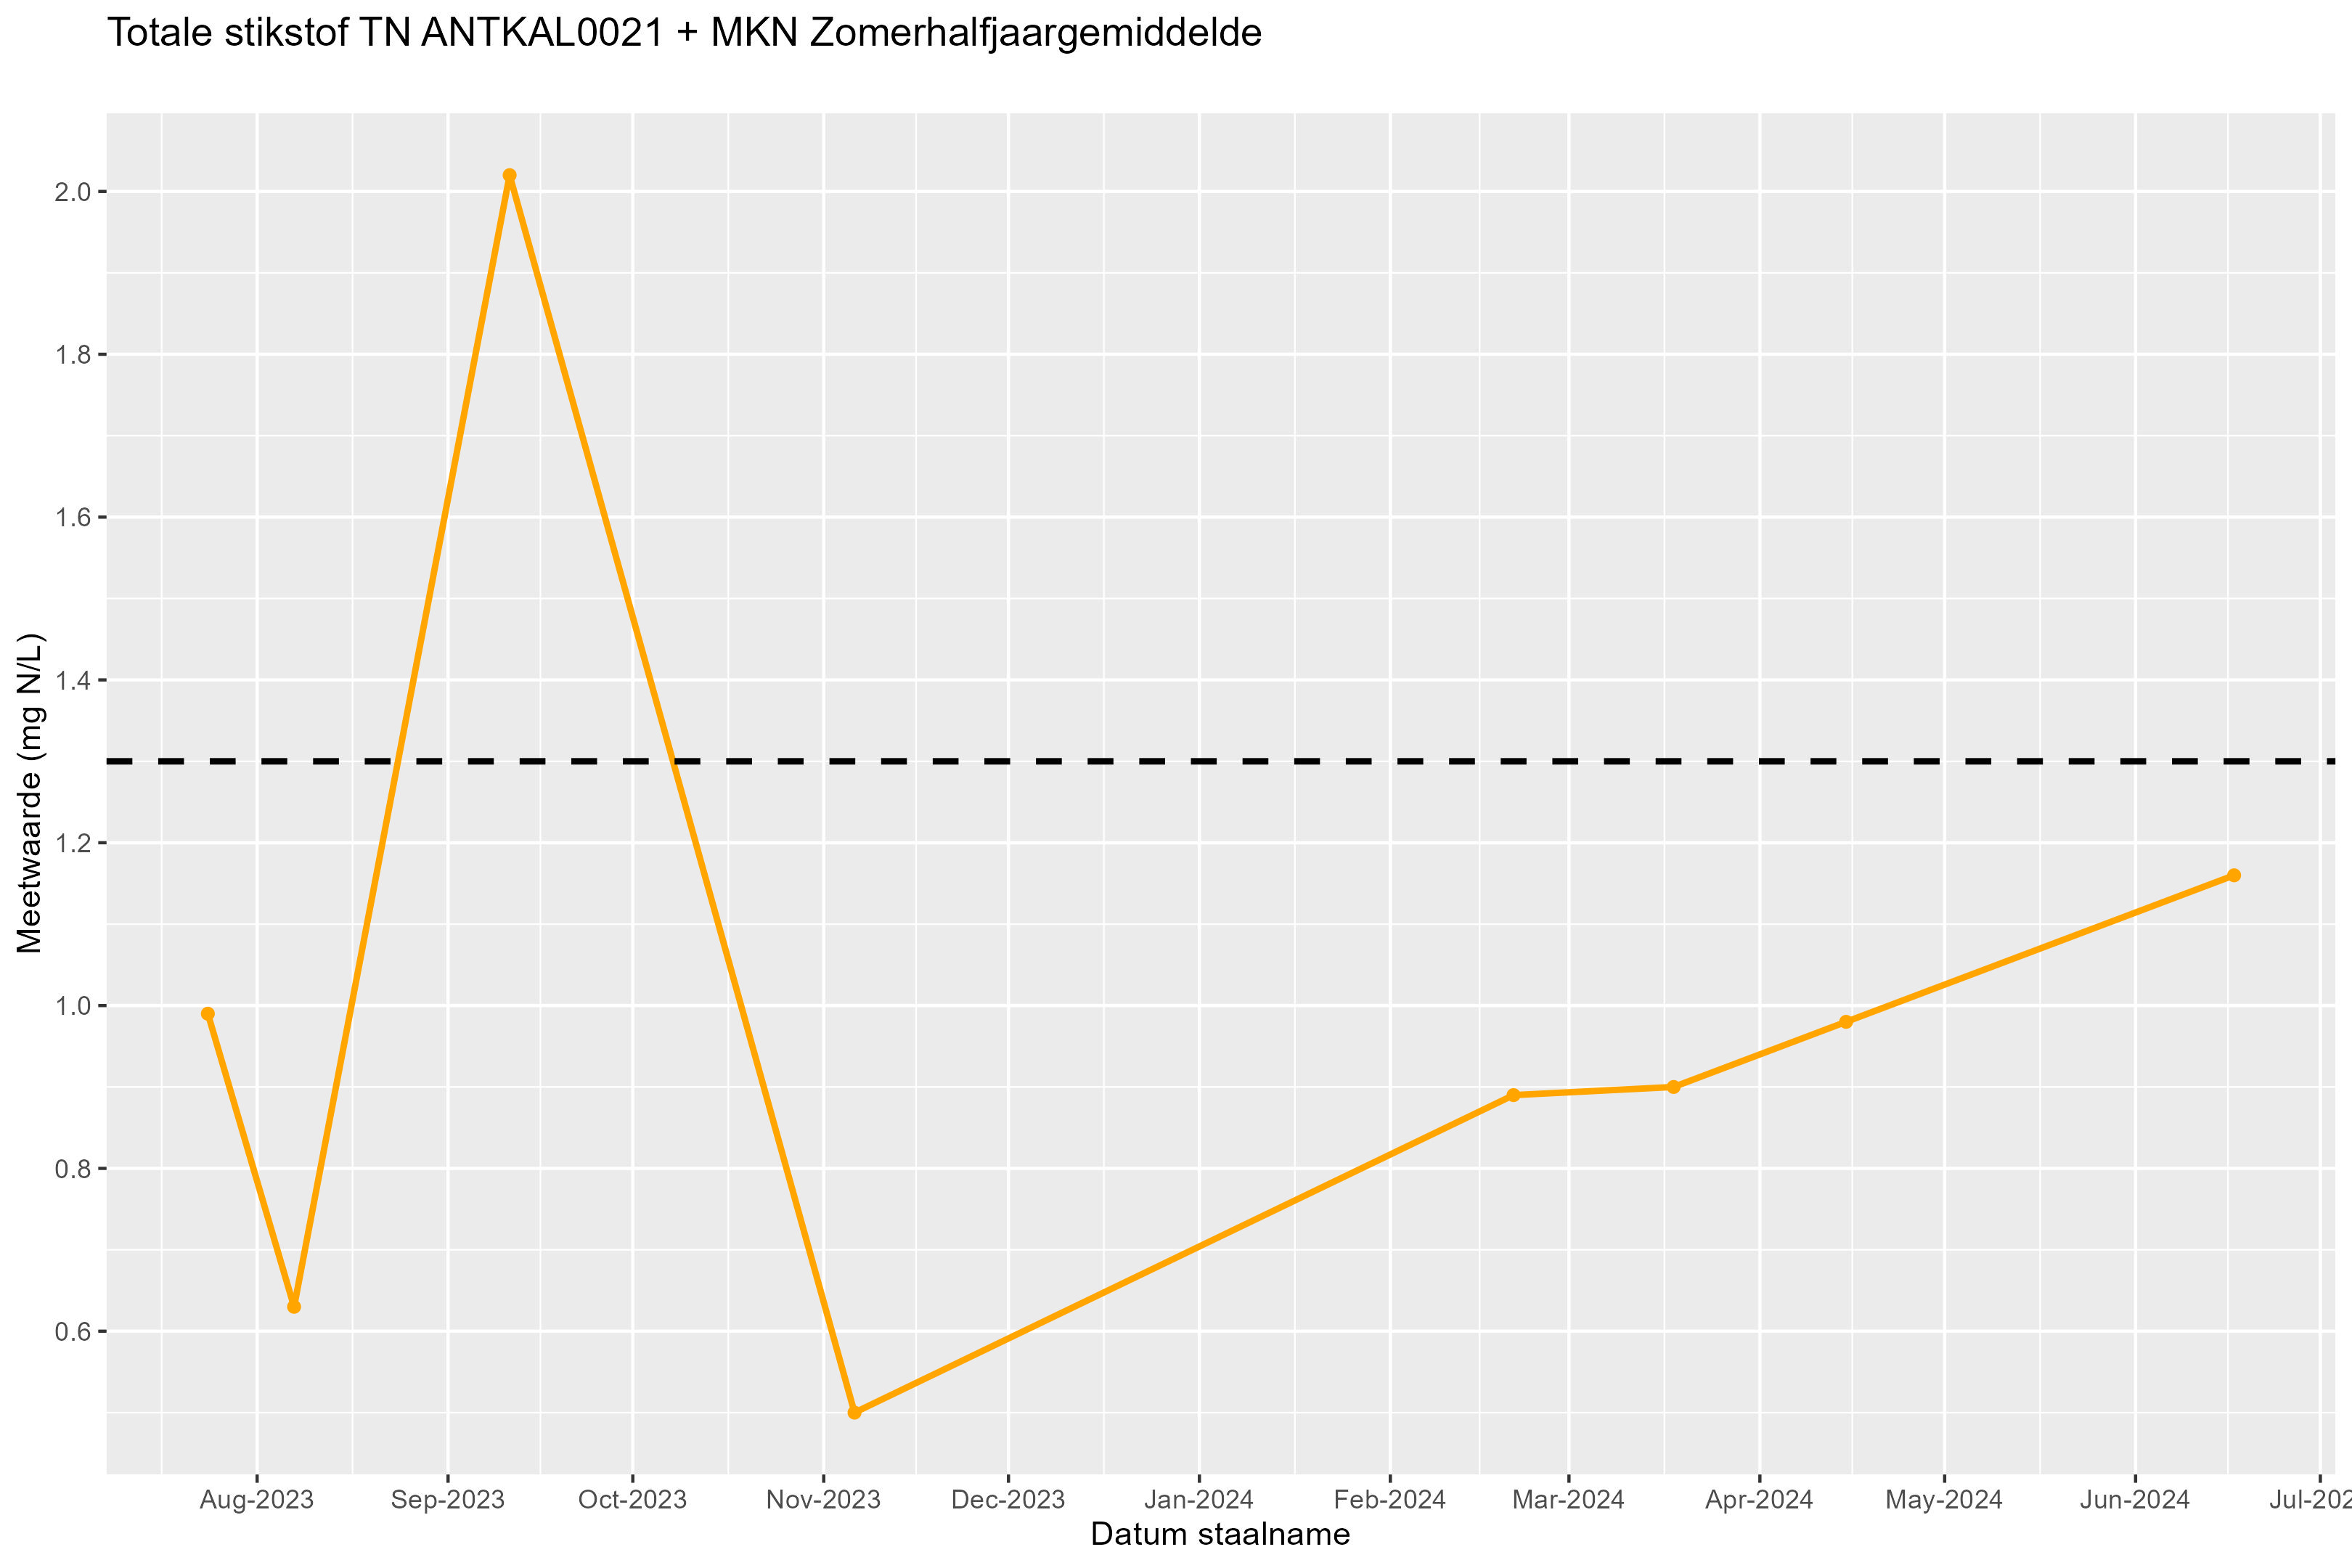 Totale stikstof TN ANTKAL0021 + MKN Zomerhalfjaargemiddelde
Meetwaarde (mg N/L)
2.0
1.8
1.6
1.4
1.2
1.0
0.8
0.6
Aug-2023 Sep-2023 Oct-2023 Nov-2023 Dec-2023 Jan-2024 Feb-2024 Mar-2024 Apr-2024 May-2024 Jun-2024 Jul-202
Datum staalname